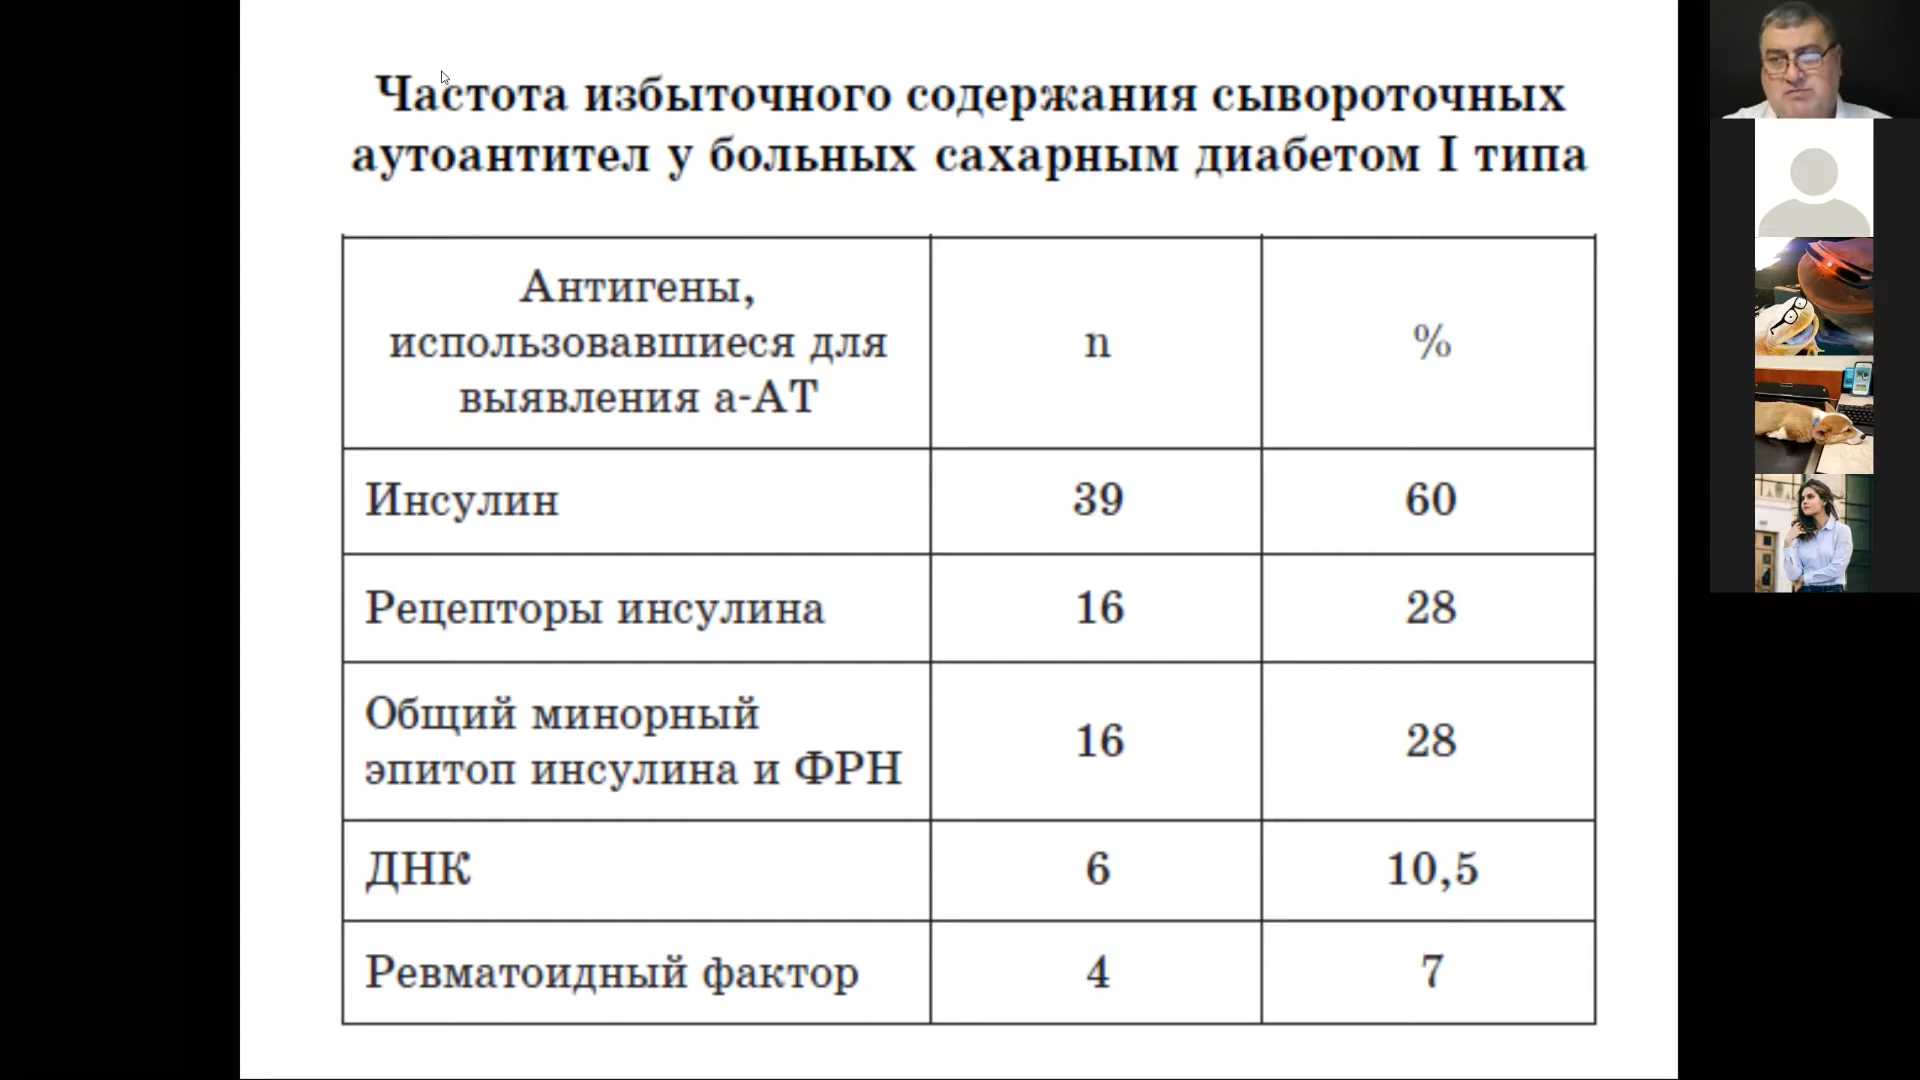 Частота избыточного содержания сывороточных
аутоантител у больных сахарным диабетом I типа
Антигены,
использовавшиеся для
выявления а-АТ
n
%
Инсулин
39
60
Рецепторы инсулина
16
28
Общий минорный
эпитоп инсулина и ФРН
16
28
ДНК
6
10,5
Ревматоидный фактор
4
7